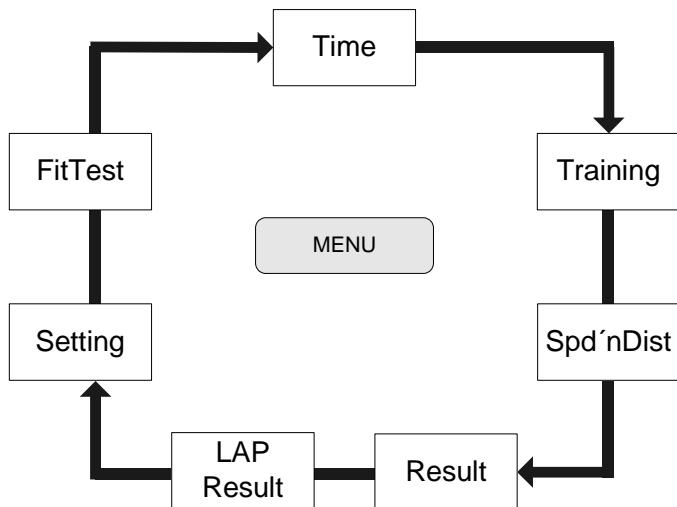 Time
FitTest
Training
MENU
Setting
Spd´nDist
LAP
Result
Result